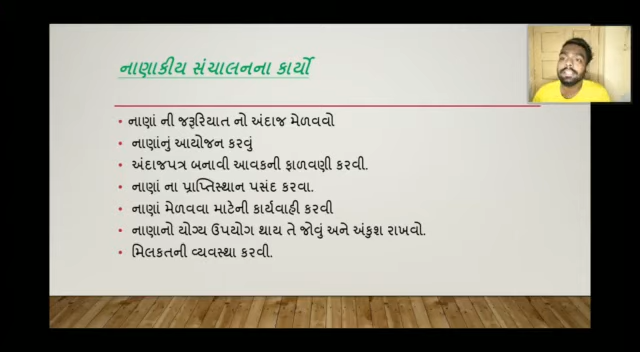 નાણાકીય સંચાલનના કાર્યો
• નાણાં ની જરૂરિયાત નો અંદાજ મેળવવો
• નાણાંનું આયોજન કરવું
• અંદાજપત્ર બનાવી આવકની ફાળવણી કરવી.
• નાણાં ના પ્રાપ્તિસ્થાન પસંદ કરવા.
• નાણાં મેળવવા માટેની કાર્યવાહી કરવી
• નાણાનો યોગ્ય ઉપયોગ થાય તે જોવું અને અંકુશ રાખવો.
• મિલકતની વ્યવસ્થા કરવી.